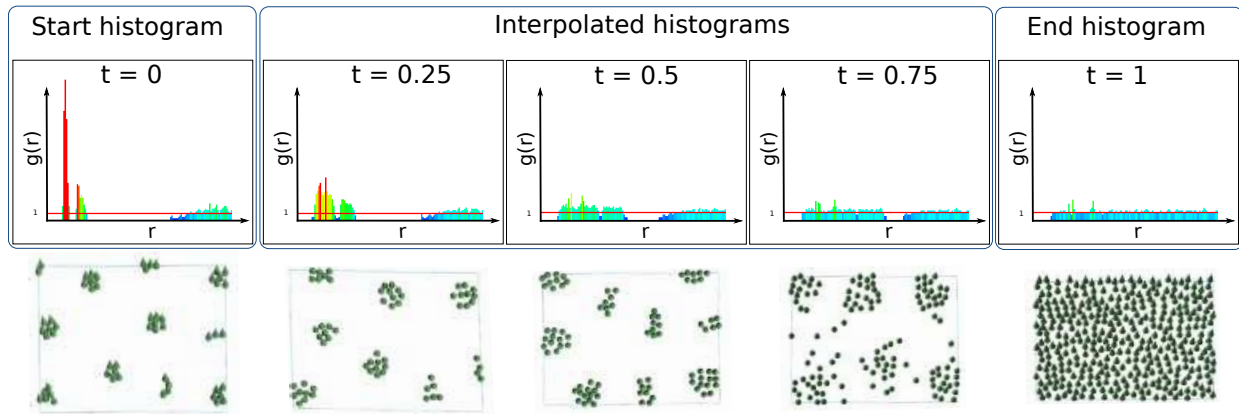 Start histogram
Interpolated histograms
End histogram
t = 0
t = 0.25
t = 0.5
t = 0.75
t = 1
g(r)
g(r)
g(r)
g(r)
g(r)
1
1
1
1
1
r
r
r
r
r